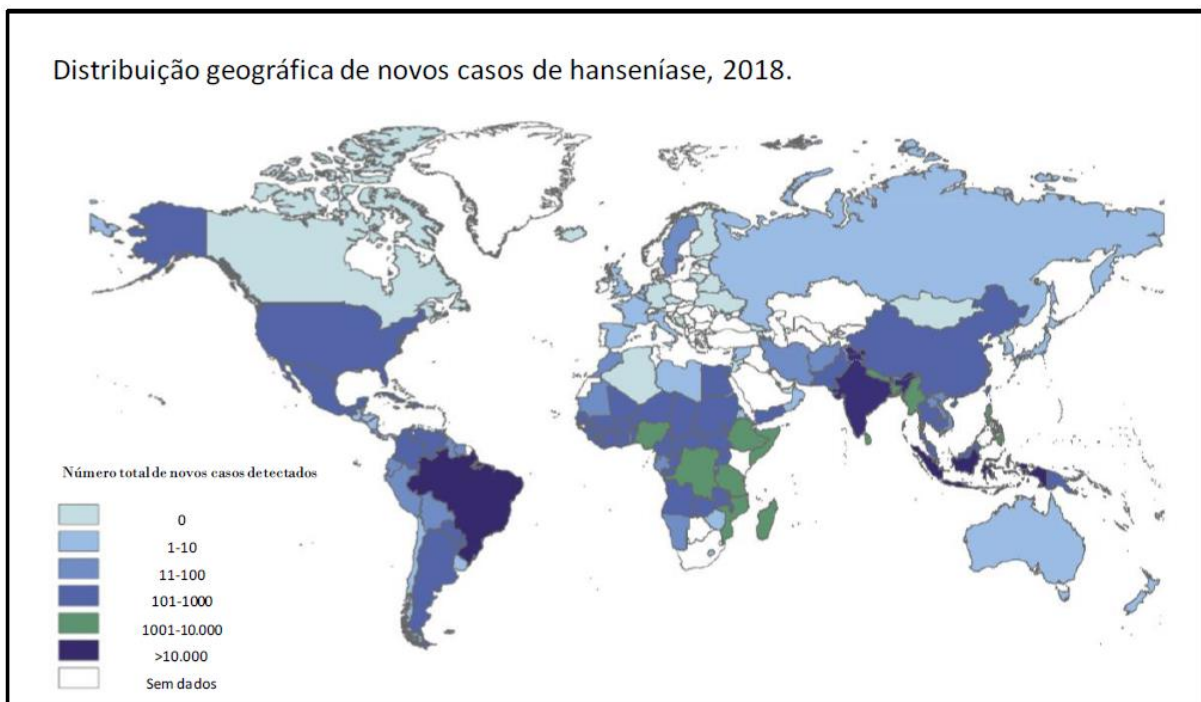 Distribuição geográfica de novos casos de hanseníase, 2018.
Número total de novos casos detectados
0
1-10
11-100
101-1000
1001-10.000
>10.000
Sem dados